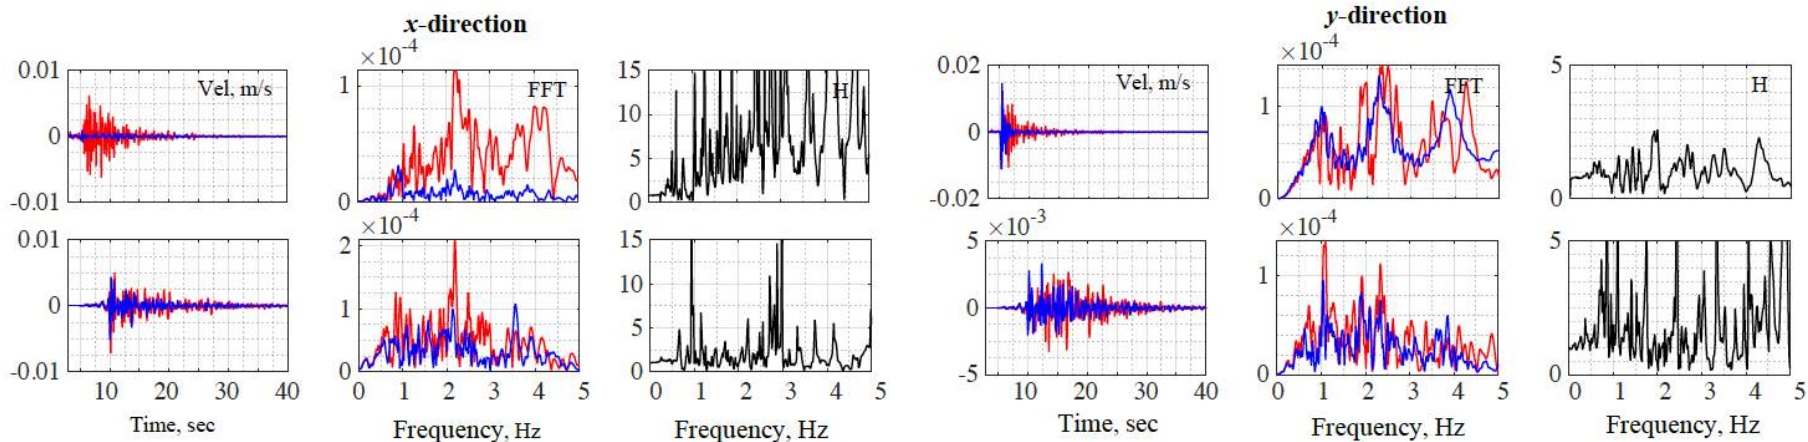 x-direction
y-direction
×10⁻⁴
×10⁻⁴
0.01
0
-0.01
Vel, m/s
1
0
FFT
15
10
5
0
H
0.02
0
-0.02
Vel, m/s
1
0
FFT
5
0
H
×10⁻⁴
×10⁻³
×10⁻⁴
0.01
0
-0.01
10 20 30 40
Time, sec
2
1
0
0 1 2 3 4 5
Frequency, Hz
15
10
5
0
0 1 2 3 4 5
Frequency, Hz
5
0
-5
10 20 30 40
Time, sec
1
0
0 1 2 3 4 5
Frequency, Hz
5
0
0 1 2 3 4 5
Frequency, Hz